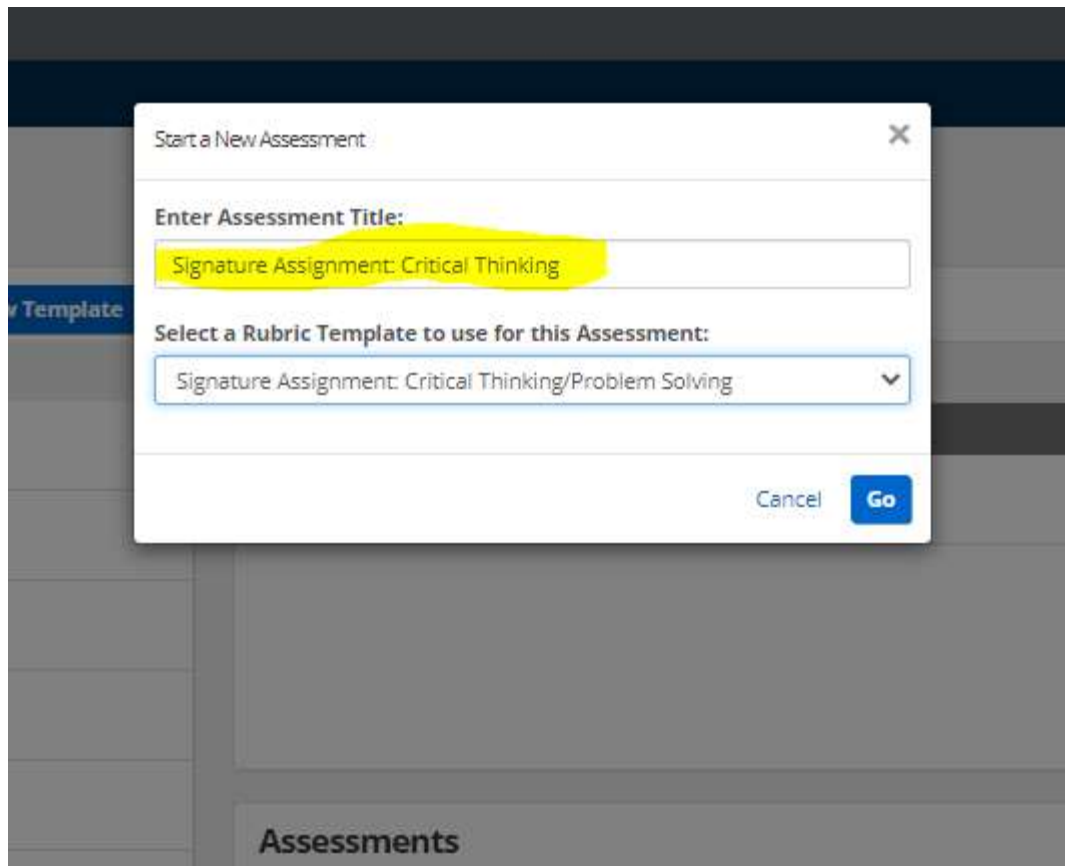 Start a New Assessment
Enter Assessment Title:
Signature Assignment: Critical Thinking
Template
Select a Rubric Template to use for this Assessment:
Signature Assignment: Critical Thinking/Problem Solving
Cancel
Go
Assessments